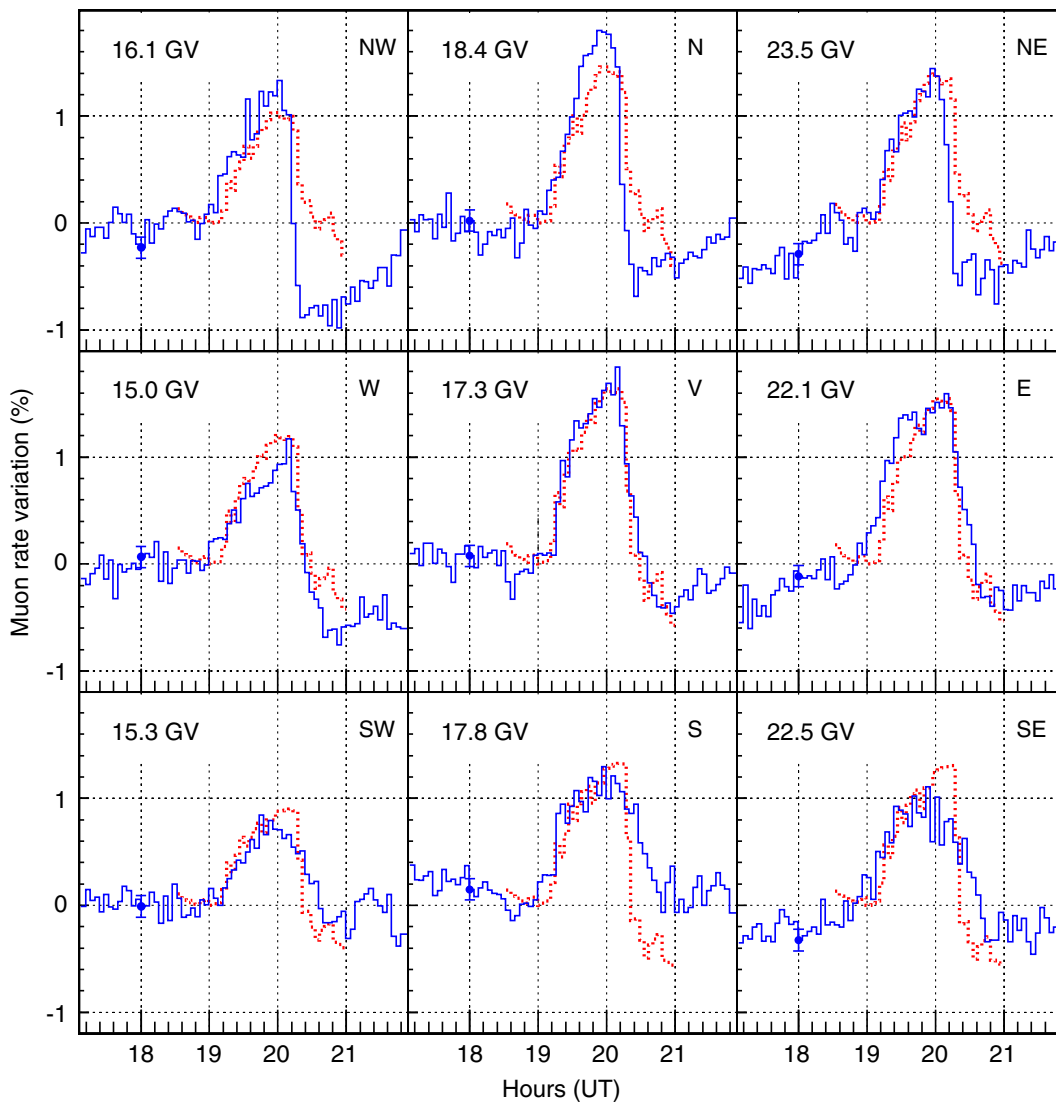 16.1 GV NW 18.4 GV N 23.5 GV NE
1
0
-1
15.0 GV W 17.3 GV V 22.1 GV E
1
0
-1
15.3 GV SW 17.8 GV S 22.5 GV SE
1
0
-1
18 19 20 21 18 19 20 21 18 19 20 21
Muon rate variation (%)
Hours (UT)